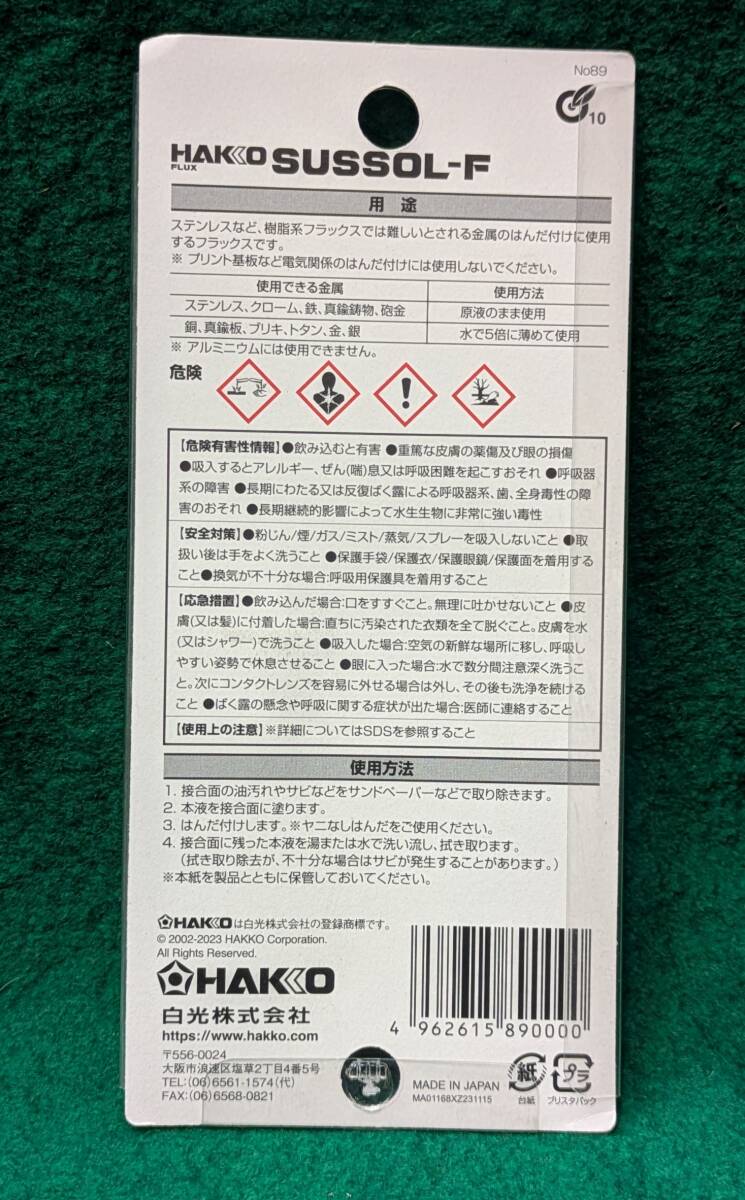 No89
10
HAKKO SUSSOL-F
FLUX
用 途
ステンレスなど、樹脂系フラックスでは難しいとされる金属のはんだ付けに使用
するフラックスです。
※ プリント基板など電気関係のはんだ付けには使用しないでください。
使用できる金属 使用方法
ステンレス、クローム、鉄、真鍮鋳物、砲金 原液のまま使用
銅、真鍮板、ブリキ、トタン、金、銀 水で5倍に薄めて使用
※ アルミニウムには使用できません。
危険
【危険有害性情報】●飲み込むと有害 ●重篤な皮膚の薬傷及び眼の損傷
●吸入するとアレルギー、ぜん(喘)息又は呼吸困難を起こすおそれ ●呼吸器
系の障害 ●長期にわたる又は反復ばく露による呼吸器系、歯、全身毒性の障
害のおそれ ●長期継続的影響によって水生生物に非常に強い毒性
【安全対策】●粉じん/煙/ガス/ミスト/蒸気/スプレーを吸入しないこと ●取
扱い後は手をよく洗うこと ●保護手袋/保護衣/保護眼鏡/保護面を着用する
こと●換気が不十分な場合:呼吸用保護具を着用すること
【応急措置】●飲み込んだ場合:口をすすぐこと。無理に吐かせないこと ●皮
膚(又は髪)に付着した場合:直ちに汚染された衣類を全て脱ぐこと。皮膚を水
(又はシャワー)で洗うこと ●吸入した場合:空気の新鮮な場所に移し、呼吸し
やすい姿勢で休息させること ●眼に入った場合:水で数分間注意深く洗うこ
と。次にコンタクトレンズを容易に外せる場合は外し、その後も洗浄を続ける
こと ●ばく露の懸念や呼吸に関する症状が出た場合:医師に連絡すること
【使用上の注意】※詳細についてはSDSを参照すること
使用方法
1. 接合面の油汚れやサビなどをサンドペーパーなどで取り除きます。
2. 本液を接合面に塗ります。
3. はんだ付けします。※ヤニなしはんだをご使用ください。
4. 接合面に残った本液を湯または水で洗い流し、拭き取ります。
(拭き取り除去が、不十分な場合はサビが発生することがあります。)
※本紙を製品とともに保管しておいてください。
HAKKOは白光株式会社の登録商標です。
© 2002-2023 HAKKO Corporation.
All Rights Reserved.
HAKKO
白光株式会社
https://www.hakko.com
〒556-0024
大阪市浪速区塩草2丁目4番5号
TEL:(06)6561-1574(代)
FAX:(06)6568-0821
4 962615 890000
MADE IN JAPAN
MA01168XZ231115
紙
台紙
プラ
ブリスタパック